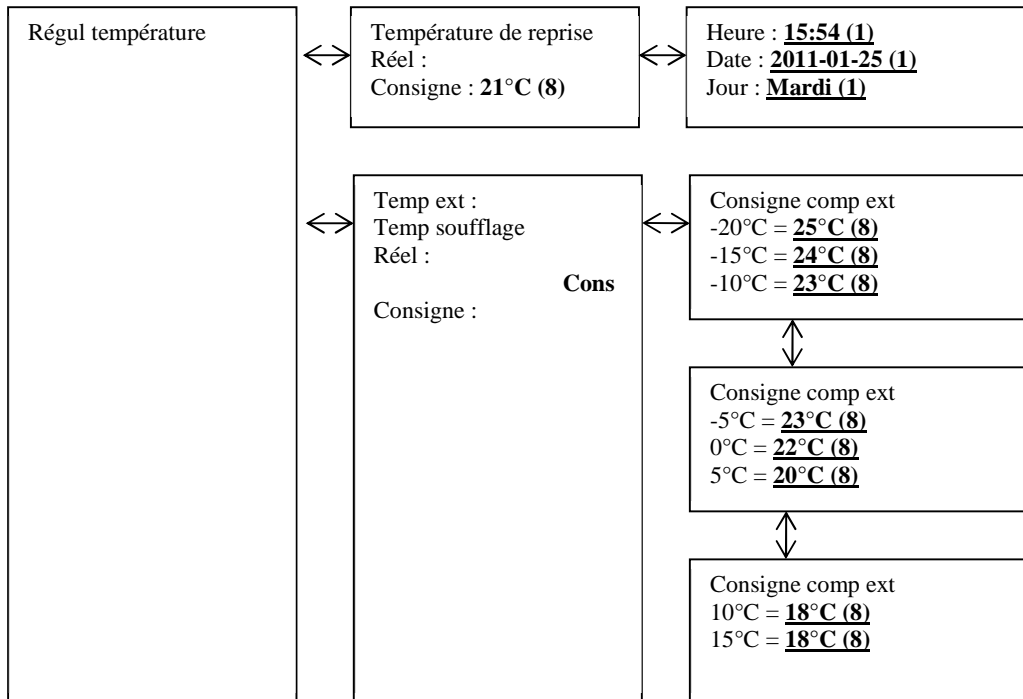 Régul température
Température de reprise
Réel :
Consigne : 21°C (8)
Heure : 15:54 (1)
Date : 2011-01-25 (1)
Jour : Mardi (1)
Temp ext :
Temp soufflage
Réel :
Cons
Consigne :
Consigne comp ext
-20°C = 25°C (8)
-15°C = 24°C (8)
-10°C = 23°C (8)
Consigne comp ext
-5°C = 23°C (8)
0°C = 22°C (8)
5°C = 20°C (8)
Consigne comp ext
10°C = 18°C (8)
15°C = 18°C (8)